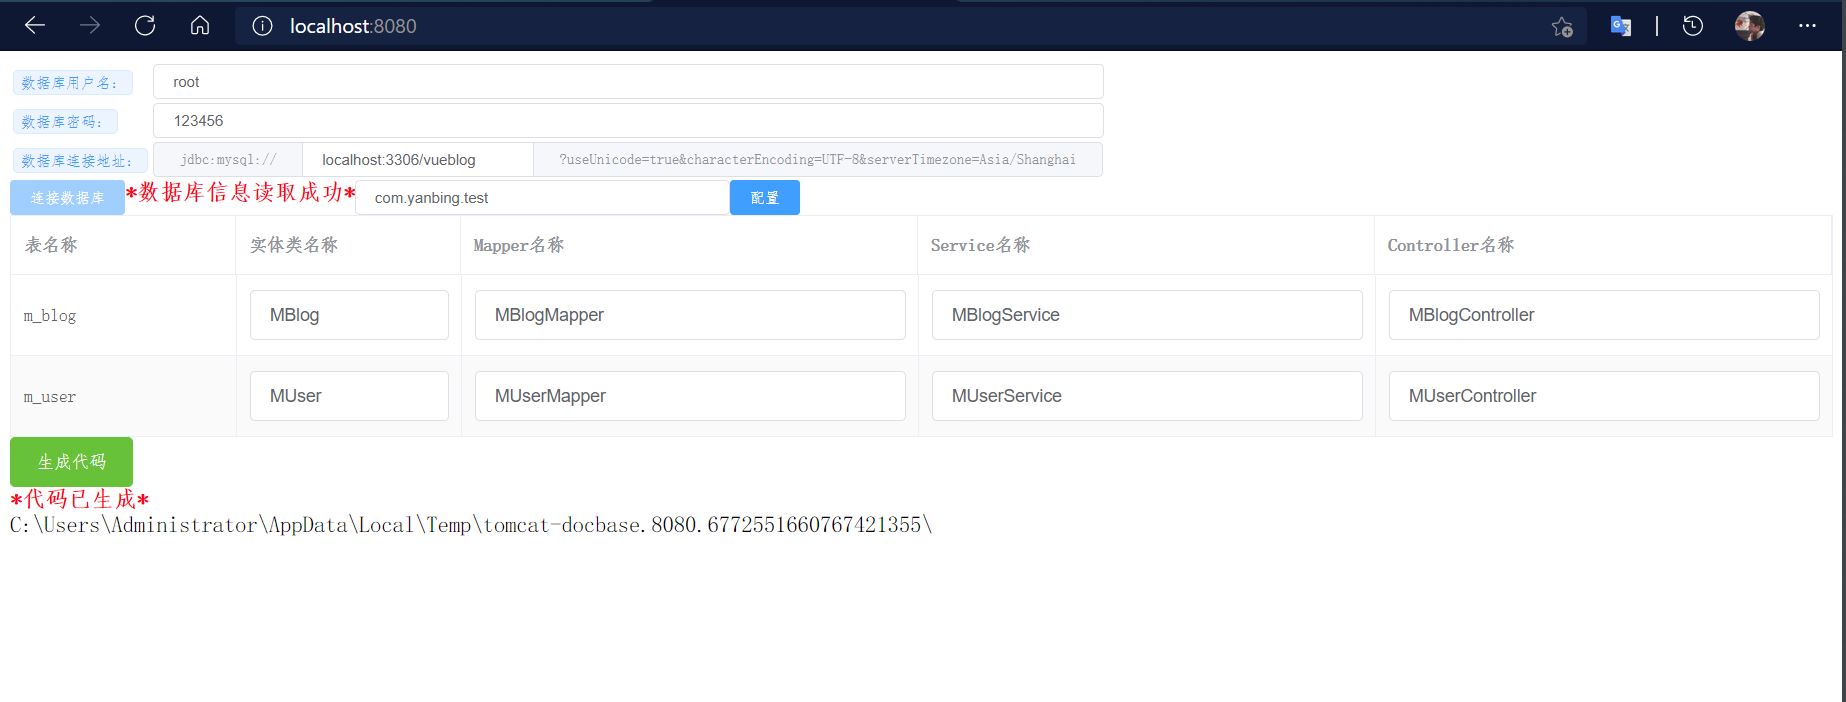 localhost:8080
数据库用户名： root
数据库密码： 123456
数据库连接地址： jdbc:mysql:// localhost:3306/vueblog ?useUnicode=true&characterEncoding=UTF-8&serverTimezone=Asia/Shanghai
连接数据库 *数据库信息读取成功* com.yanbing.test 配置
表名称 实体类名称 Mapper名称 Service名称 Controller名称
m_blog MBlog MBlogMapper MBlogService MBlogController
m_user MUser MUserMapper MUserService MUserController
生成代码
*代码已生成*
C:\Users\Administrator\AppData\Local\Temp\tomcat-docbase.8080.6772551660767421355\